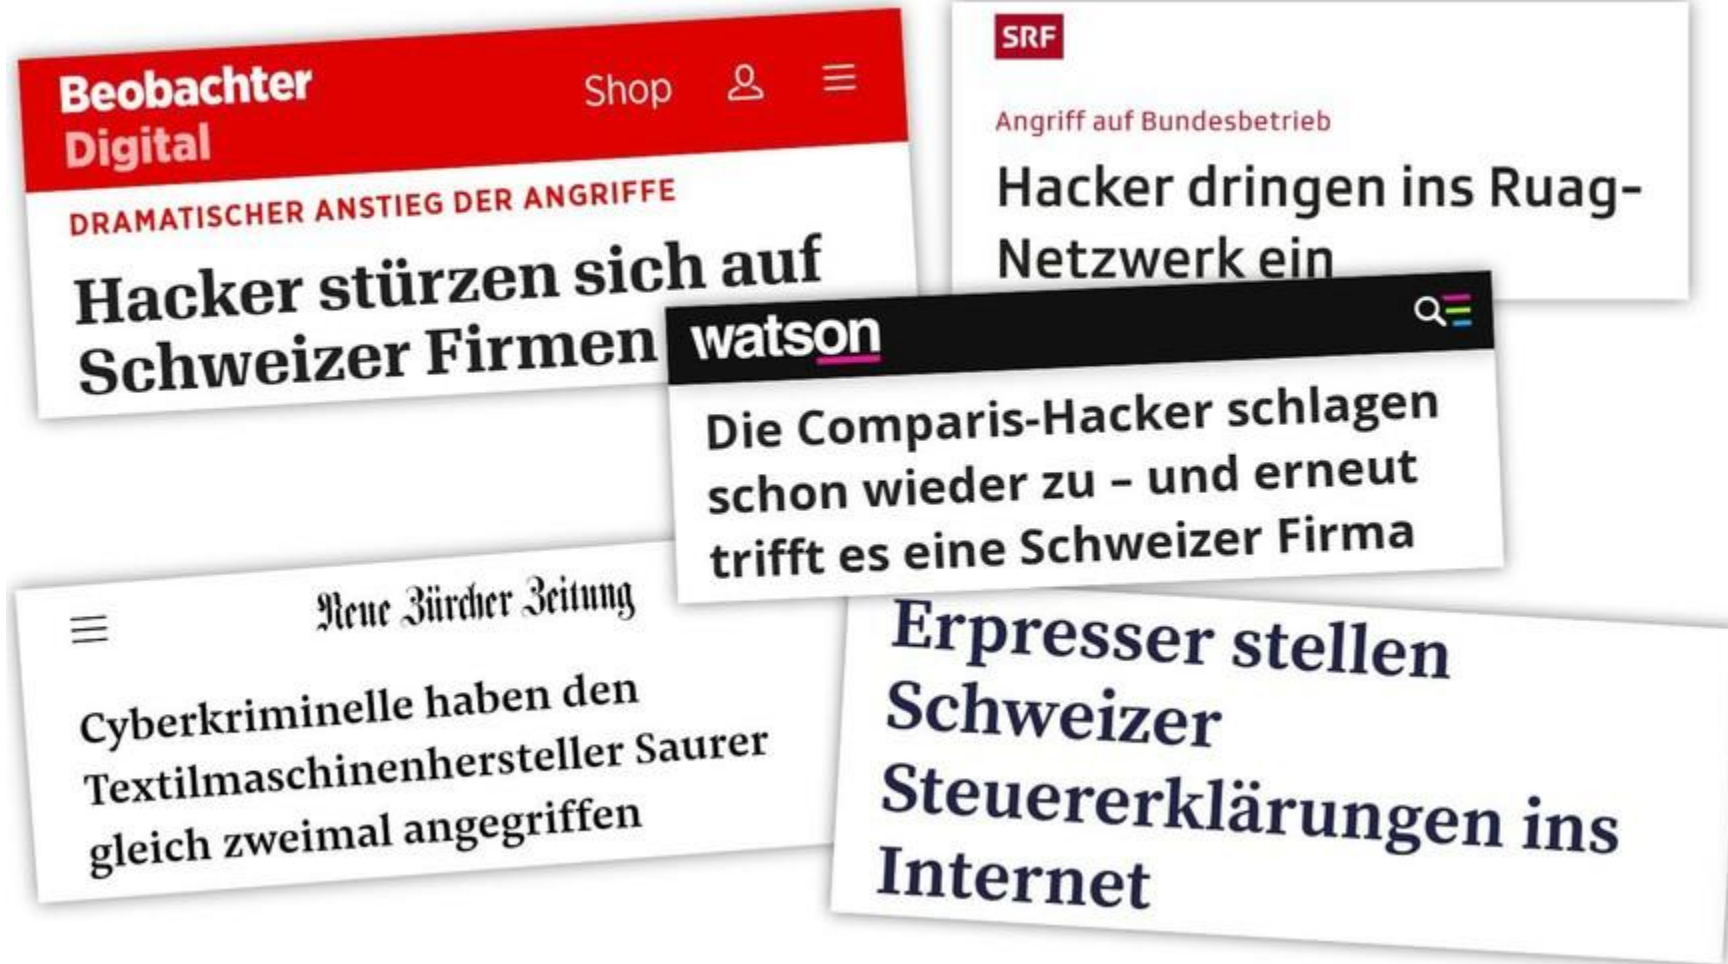 Beobachter
Digital
Shop
DRAMATISCHER ANSTIEG DER ANGRIFFE
Hacker stürzen sich auf
Schweizer Firmen
SRF
Angriff auf Bundesbetrieb
Hacker dringen ins Ruag-
Netzwerk ein
watson
Die Comparis-Hacker schlagen
schon wieder zu – und erneut
trifft es eine Schweizer Firma
Neue Zürcher Zeitung
Cyberkriminelle haben den
Textilmaschinenhersteller Saurer
gleich zweimal angegriffen
Erpresser stellen
Schweizer
Steuererklärungen ins
Internet